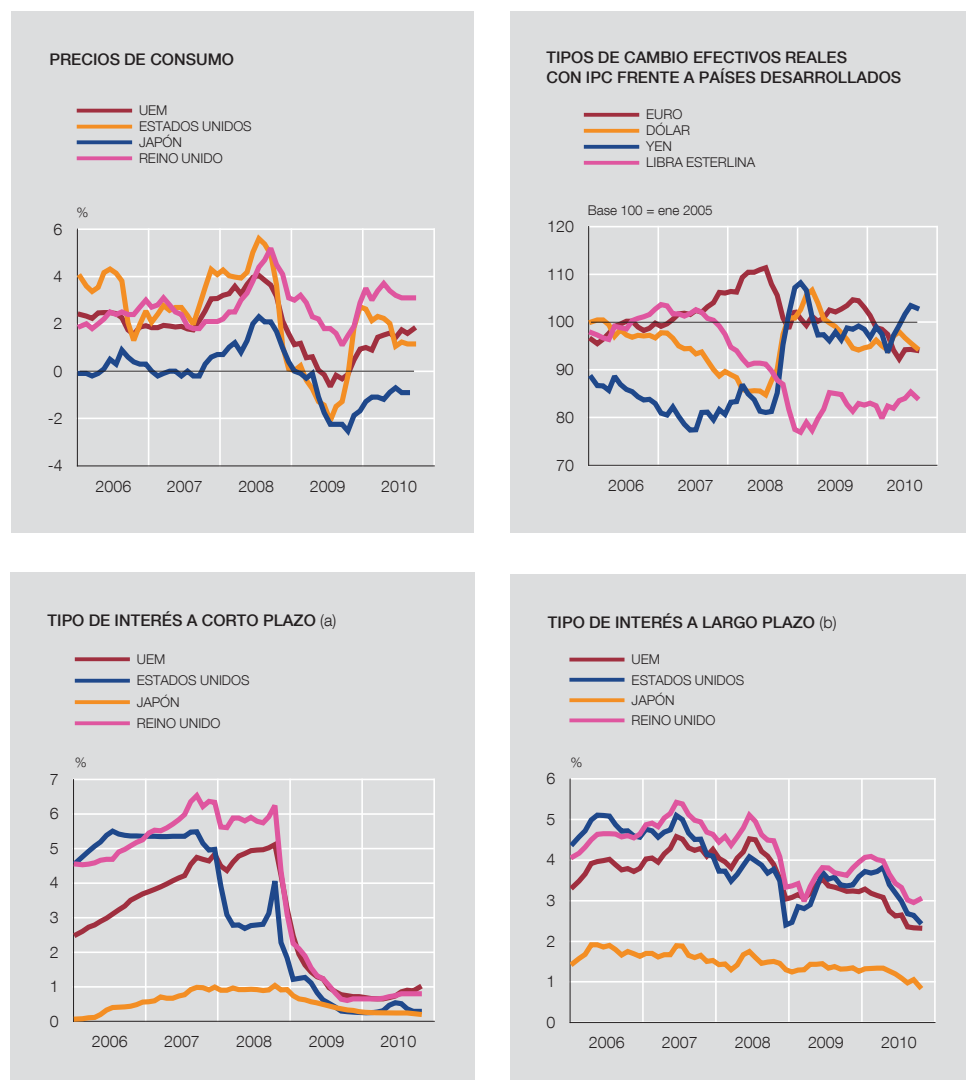 PRECIOS DE CONSUMO
UEM
ESTADOS UNIDOS
JAPÓN
REINO UNIDO
%
6
4
2
0
-2
-4
2006 2007 2008 2009 2010
TIPOS DE CAMBIO EFECTIVOS REALES
CON IPC FRENTE A PAÍSES DESARROLLADOS
EURO
DÓLAR
YEN
LIBRA ESTERLINA
Base 100 = ene 2005
120
110
100
90
80
70
2006 2007 2008 2009 2010
TIPO DE INTERÉS A CORTO PLAZO (a)
UEM
ESTADOS UNIDOS
JAPÓN
REINO UNIDO
%
7
6
5
4
3
2
1
0
2006 2007 2008 2009 2010
TIPO DE INTERÉS A LARGO PLAZO (b)
UEM
ESTADOS UNIDOS
JAPÓN
REINO UNIDO
%
6
5
4
3
2
1
0
2006 2007 2008 2009 2010